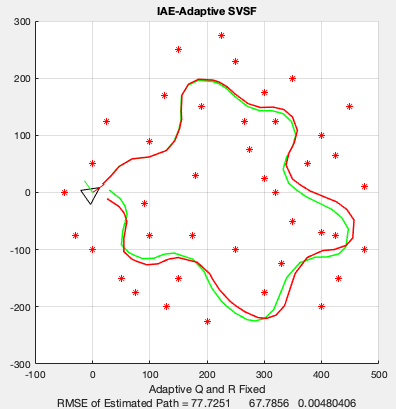 IAE-Adaptive SVSF
300
200
100
0
-100
-200
-300
-100 0 100 200 300 400 500
Adaptive Q and R Fixed
RMSE of Estimated Path = 77.7251 67.7856 0.00480406